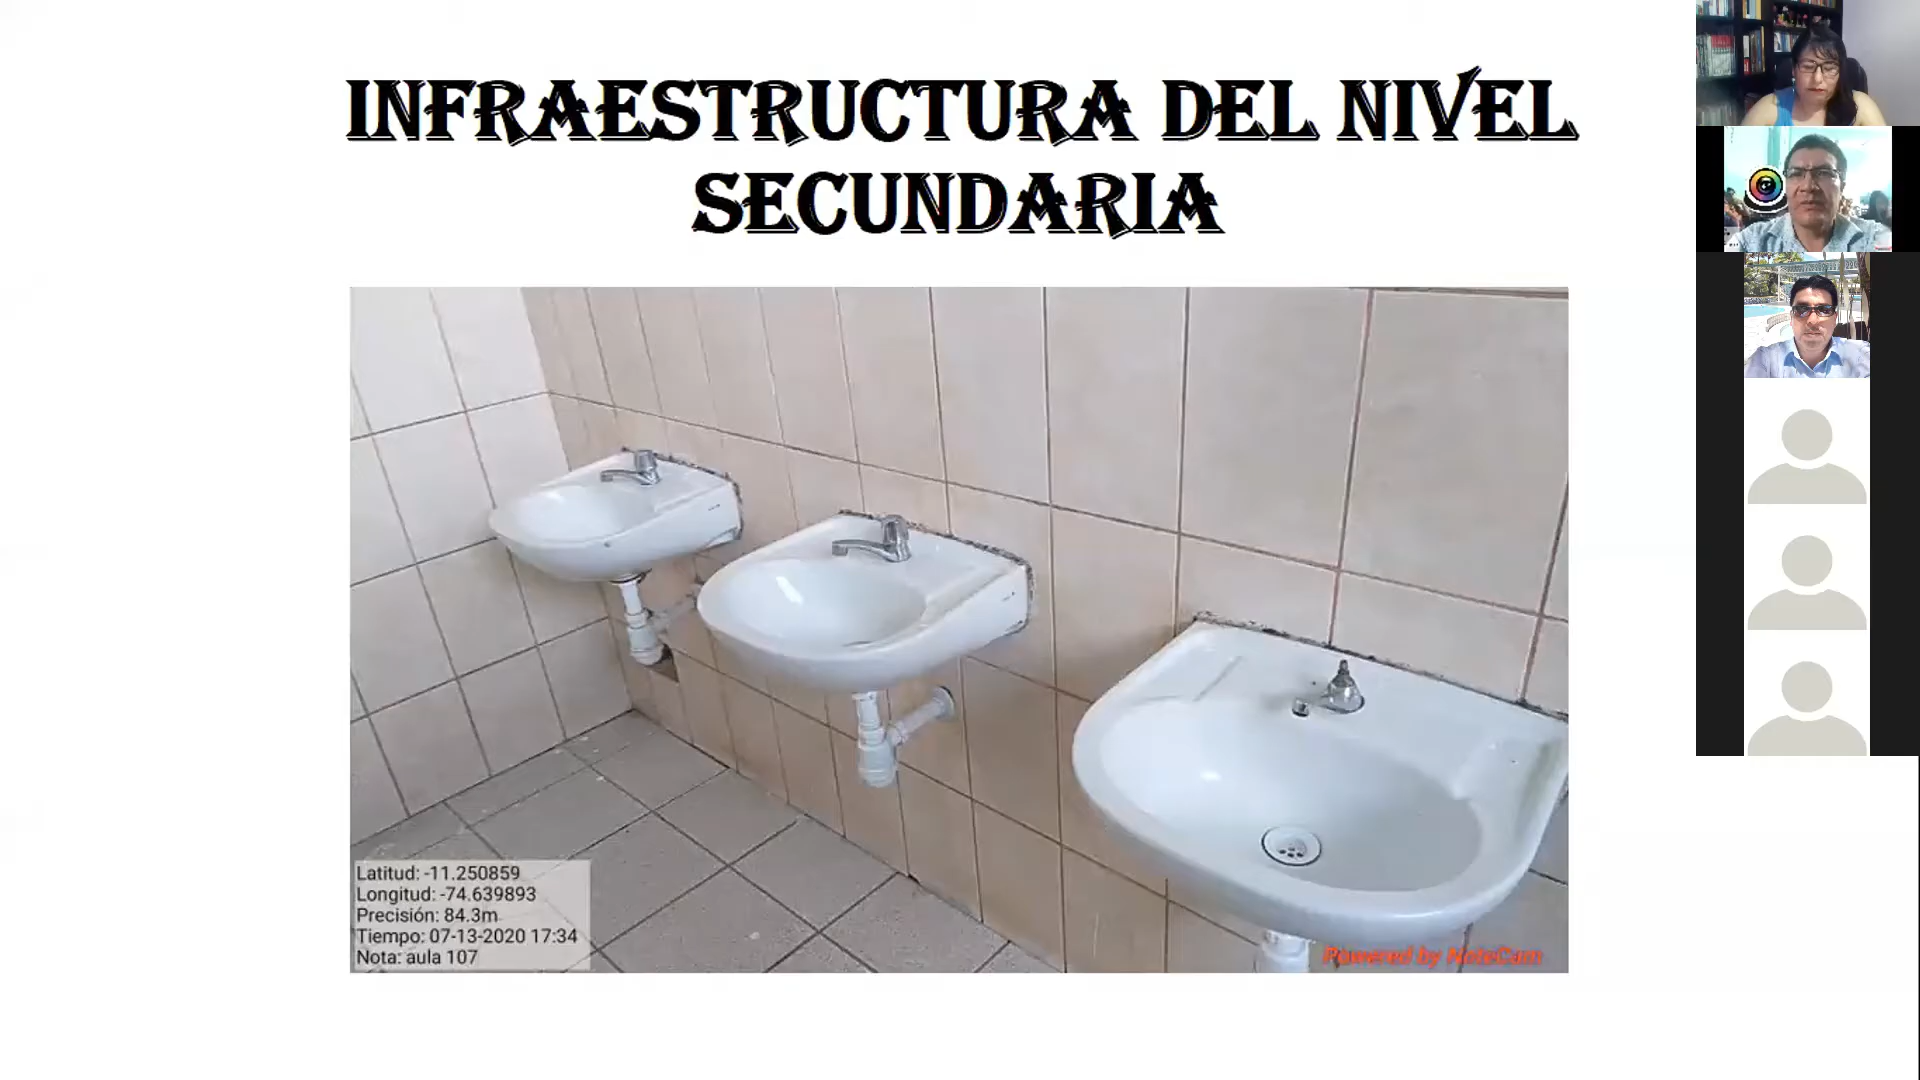 INFRAESTRUCTURA DEL NIVEL
SECUNDARIA
Latitud: -11.250859
Longitud: -74.639893
Precisión: 84.3m
Tiempo: 07-13-2020 17:34
Nota: aula 107
Powered by NoteCam